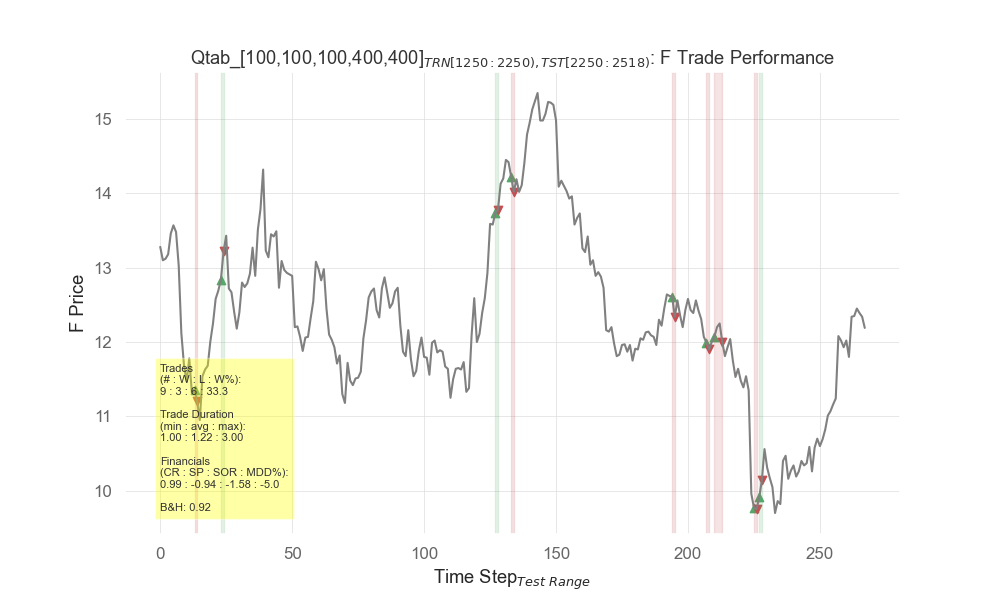 Qtab_[100,100,100,400,400]TRN[1250:2250),TST[2250:2518): F Trade Performance
F Price
15
14
13
12
11
10
Trades
(# : W : L : W%):
9 : 3 : 6 : 33.3
Trade Duration
(min : avg : max):
1.00 : 1.22 : 3.00
Financials
(CR : SP : SOR : MDD%):
0.99 : -0.94 : -1.58 : -5.0
B&H: 0.92
0 50 100 150 200 250
Time StepTest Range